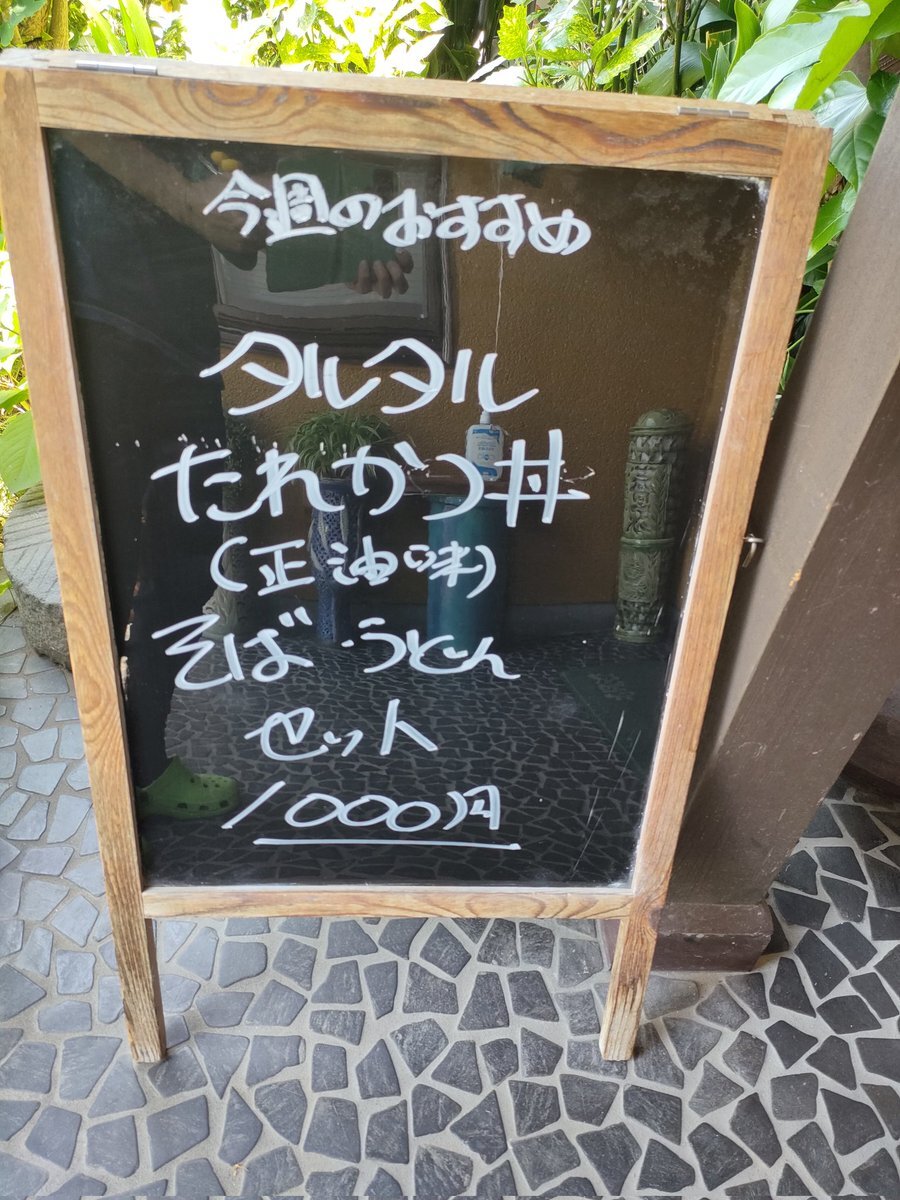 今週のおすすめ
タルタル
だれかつ丼
(正油味)
そば・うどん
セット
1000円